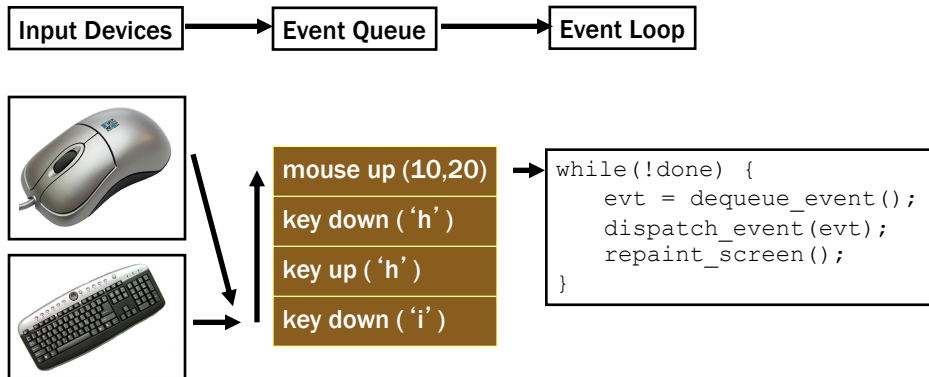 Input Devices
Event Queue
Event Loop
mouse up (10,20)
key down (‘h’)
key up (‘h’)
key down (‘i’)
while(!done) {
evt = dequeue_event();
dispatch_event(evt);
repaint_screen();
}